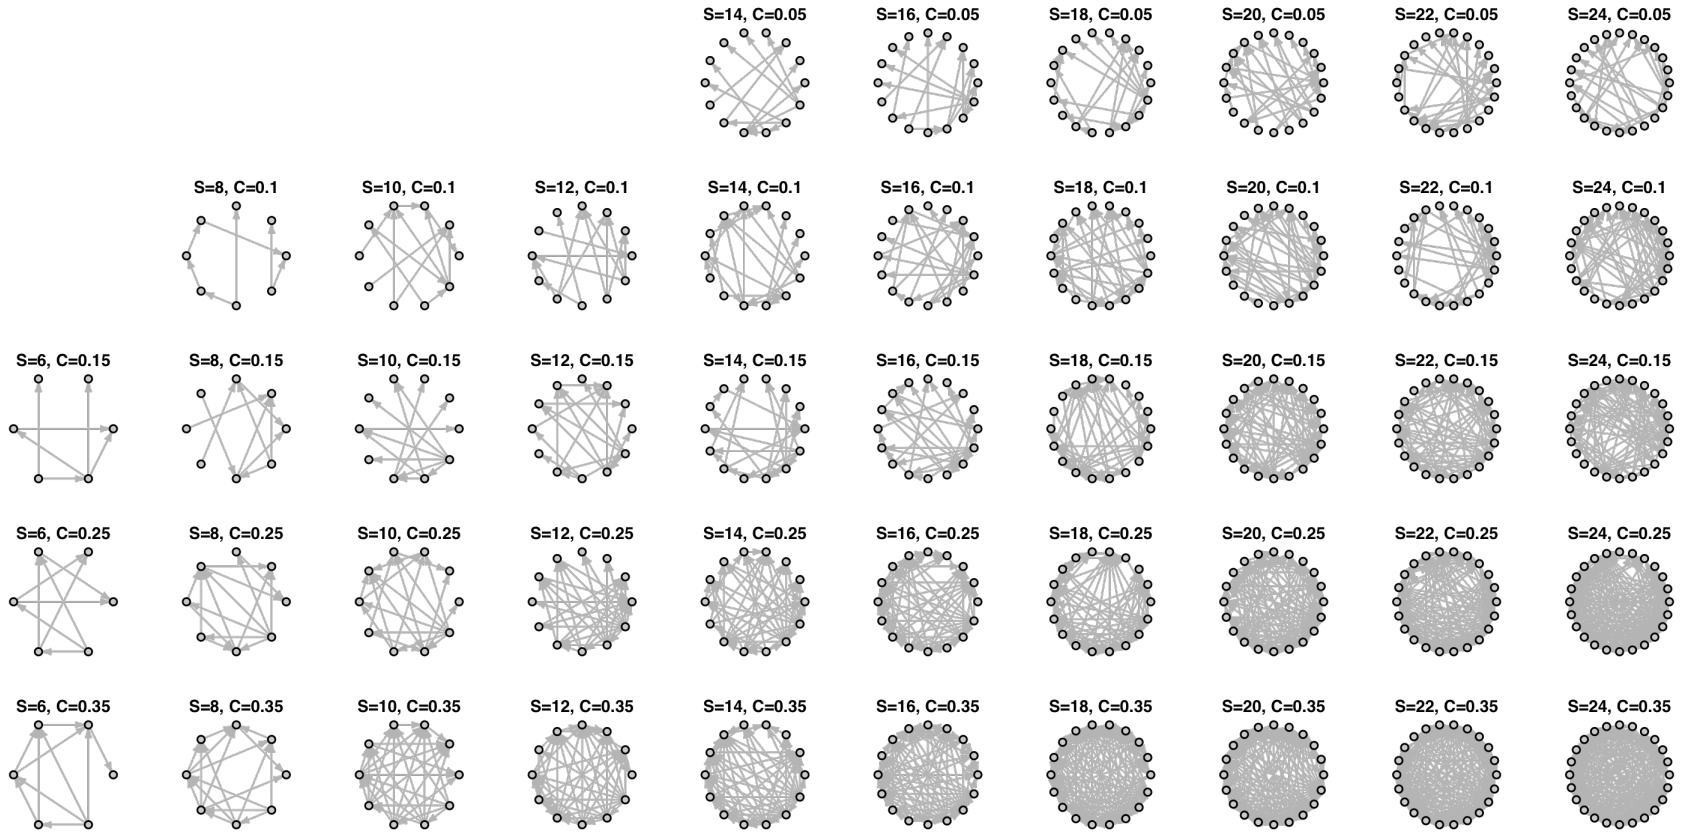 S=14, C=0.05 S=16, C=0.05 S=18, C=0.05 S=20, C=0.05 S=22, C=0.05 S=24, C=0.05
S=8, C=0.1 S=10, C=0.1 S=12, C=0.1 S=14, C=0.1 S=16, C=0.1 S=18, C=0.1 S=20, C=0.1 S=22, C=0.1 S=24, C=0.1
S=6, C=0.15 S=8, C=0.15 S=10, C=0.15 S=12, C=0.15 S=14, C=0.15 S=16, C=0.15 S=18, C=0.15 S=20, C=0.15 S=22, C=0.15 S=24, C=0.15
S=6, C=0.25 S=8, C=0.25 S=10, C=0.25 S=12, C=0.25 S=14, C=0.25 S=16, C=0.25 S=18, C=0.25 S=20, C=0.25 S=22, C=0.25 S=24, C=0.25
S=6, C=0.35 S=8, C=0.35 S=10, C=0.35 S=12, C=0.35 S=14, C=0.35 S=16, C=0.35 S=18, C=0.35 S=20, C=0.35 S=22, C=0.35 S=24, C=0.35